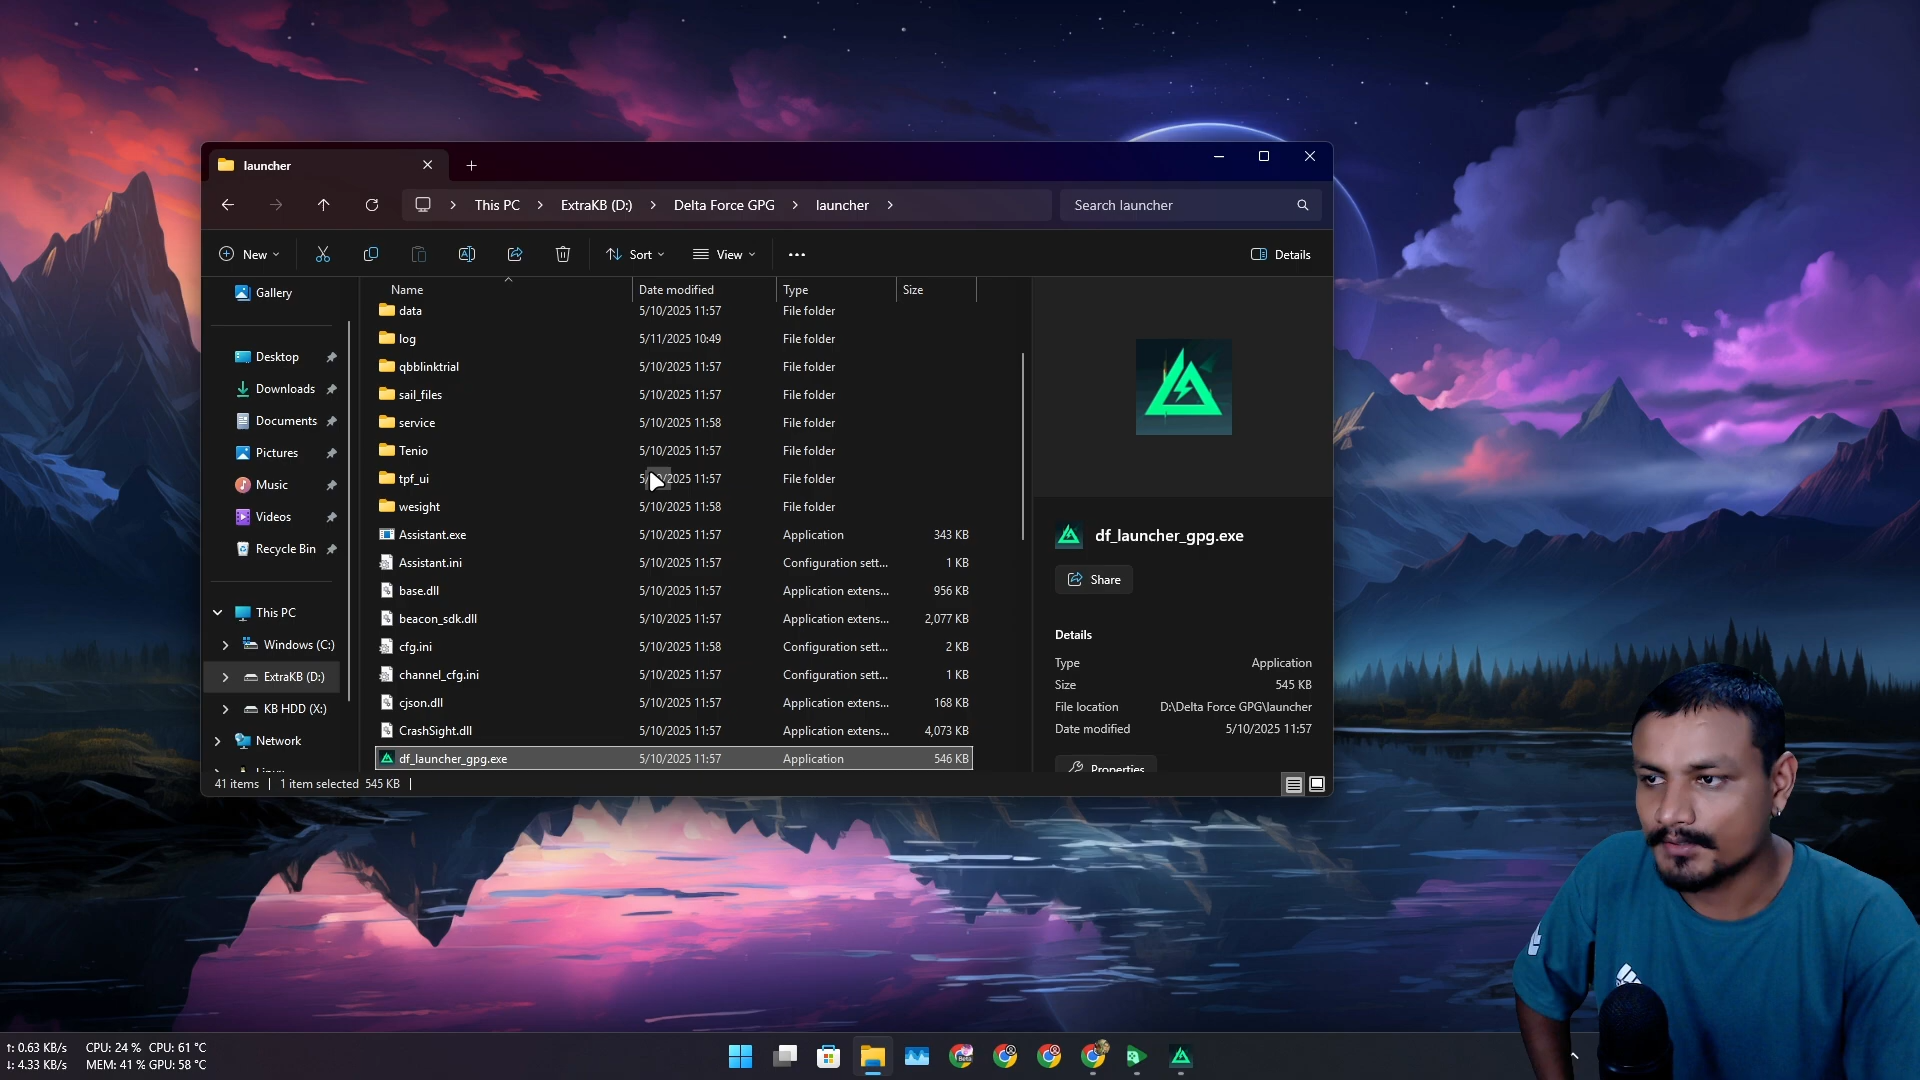 launcher
This PC > ExtraKB (D:) > Delta Force GPG > launcher >
Search launcher
New
Sort
View
Details
Gallery
Desktop
Downloads
Documents
Pictures
Music
Videos
Recycle Bin
This PC
Windows (C:)
ExtraKB (D:)
KB HDD (X:)
Network
Name Date modified Type Size
data 5/10/2025 11:57 File folder
log 5/11/2025 10:49 File folder
qbblinktrial 5/10/2025 11:57 File folder
sail_files 5/10/2025 11:57 File folder
service 5/10/2025 11:58 File folder
Tenio 5/10/2025 11:57 File folder
tpf_ui 11:57 File folder
wesight 5/10/2025 11:58 File folder
Assistant.exe 5/10/2025 11:57 Application 343 KB
Assistant.ini 5/10/2025 11:57 Configuration sett... 1 KB
base.dll 5/10/2025 11:57 Application extens... 956 KB
beacon_sdk.dll 5/10/2025 11:57 Application extens... 2,077 KB
cfg.ini 5/10/2025 11:58 Configuration sett... 2 KB
channel_cfg.ini 5/10/2025 11:57 Configuration sett... 1 KB
cjson.dll 5/10/2025 11:57 Application extens... 168 KB
CrashSight.dll 5/10/2025 11:57 Application extens... 4,073 KB
df_launcher_gpg.exe 5/10/2025 11:57 Application 546 KB
df_launcher_gpg.exe
Share
Details
Type Application
Size 545 KB
File location D:\Delta Force GPG\launcher
Date modified 5/10/2025 11:57
Properties
41 items | 1 item selected 545 KB |
↑: 0.63 KB/s CPU: 24 % CPU: 61 °C
↓: 4.33 KB/s MEM: 41 % GPU: 58 °C
Beta